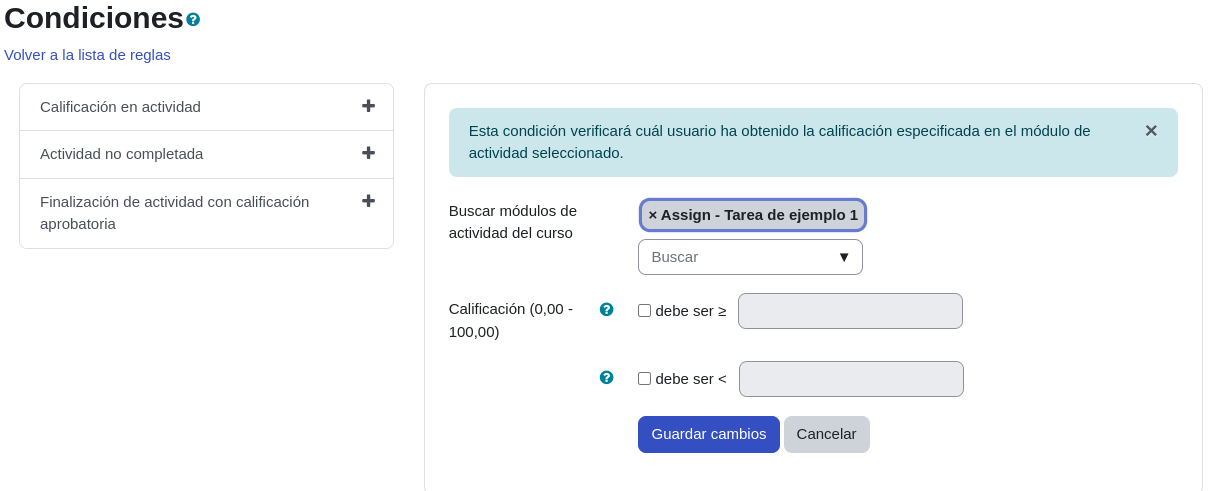 Condiciones
Volver a la lista de reglas
Calificación en actividad
Actividad no completada
Finalización de actividad con calificación
aprobatoria
Esta condición verificará cuál usuario ha obtenido la calificación especificada en el módulo de
actividad seleccionado.
Buscar módulos de
actividad del curso
× Assign - Tarea de ejemplo 1
Buscar ▼
Calificación (0,00 -
100,00)
debe ser ≥
debe ser <
Guardar cambios
Cancelar